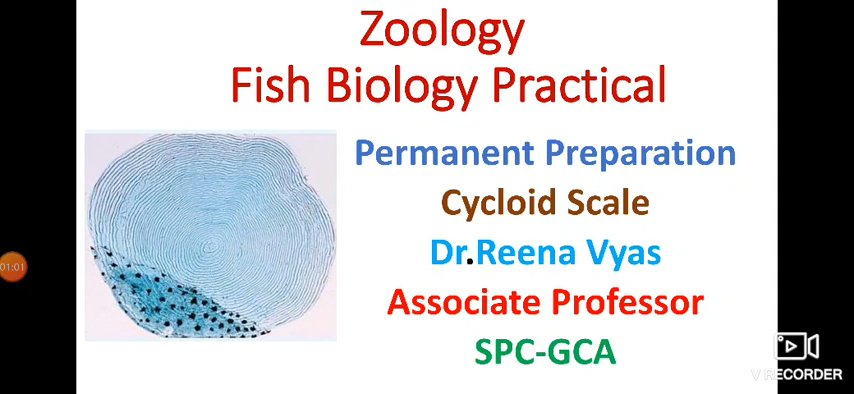 Zoology
Fish Biology Practical
Permanent Preparation
Cycloid Scale
Dr.Reena Vyas
Associate Professor
SPC-GCA
01:01
V RECORDER